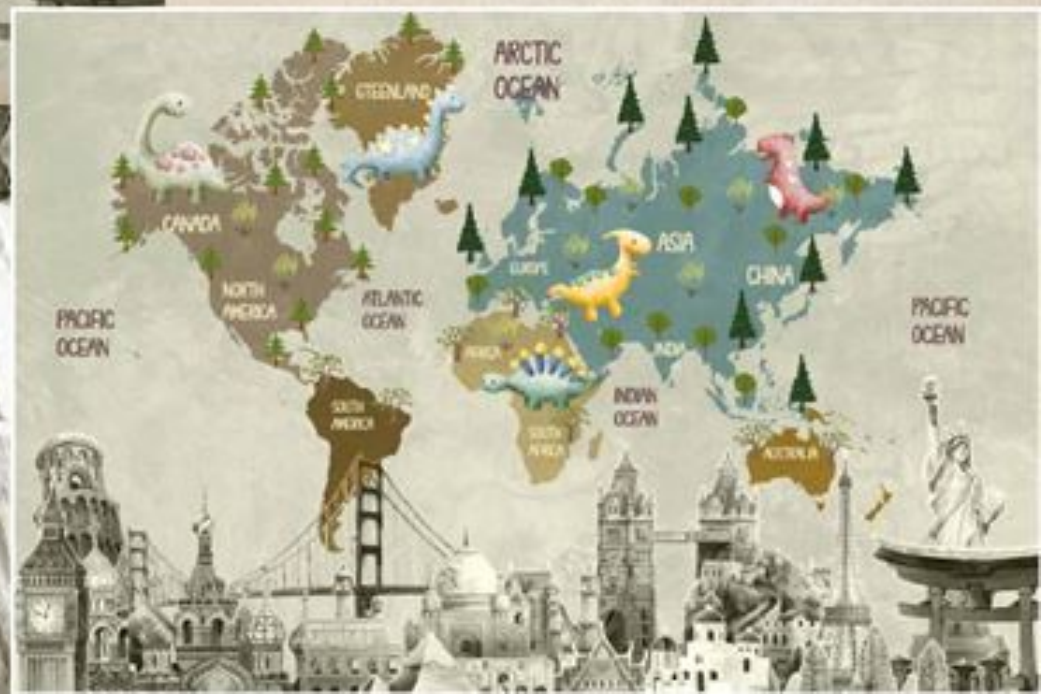 ARCTIC
OCEAN
GTEENLAND
CANADA
ASIA
EUROPE
CHINA
NORTH
AMERICA
ATLANTIC
OCEAN
PACIFIC
OCEAN
PACIFIC
OCEAN
AFRICA
INDIA
INDIAN
OCEAN
SOUTH
AMERICA
SOUTH
AFRICA
AUSTRALIA